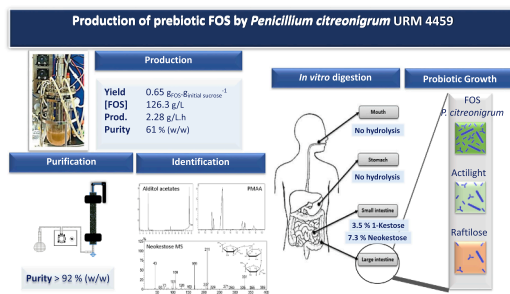 Production of prebiotic FOS by Penicillium citreonigrum URM 4459
Production
Yield 0.65 gFOS.ginitial sucrose-1
[FOS] 126.3 g/L
Prod. 2.28 g/L.h
Purity 61 % (w/w)
Purification
Purity > 92 % (w/w)
Identification
Alditol acetates
PMAA
Neokestose MS
In vitro digestion
Mouth
No hydrolysis
Stomach
No hydrolysis
Small intestine
3.5 % 1-Kestose
7.3 % Neokestose
Large intestine
Probiotic Growth
FOS
P. citreonigrum
Actilight
Raftilose